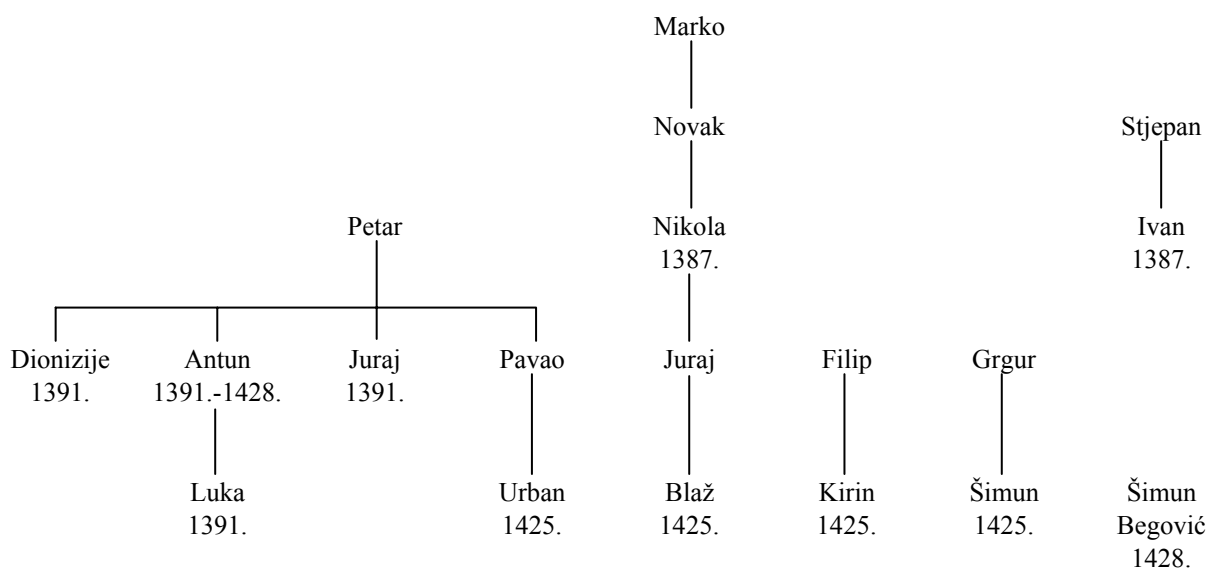 Marko
Novak Stjepan
Petar Nikola Ivan
1387. 1387.
Dionizije Antun Juraj Pavao Juraj Filip Grgur
1391. 1391.-1428. 1391.
Luka Urban Blaž Kirin Šimun Šimun
1391. 1425. 1425. 1425. 1425. Begović
1428.